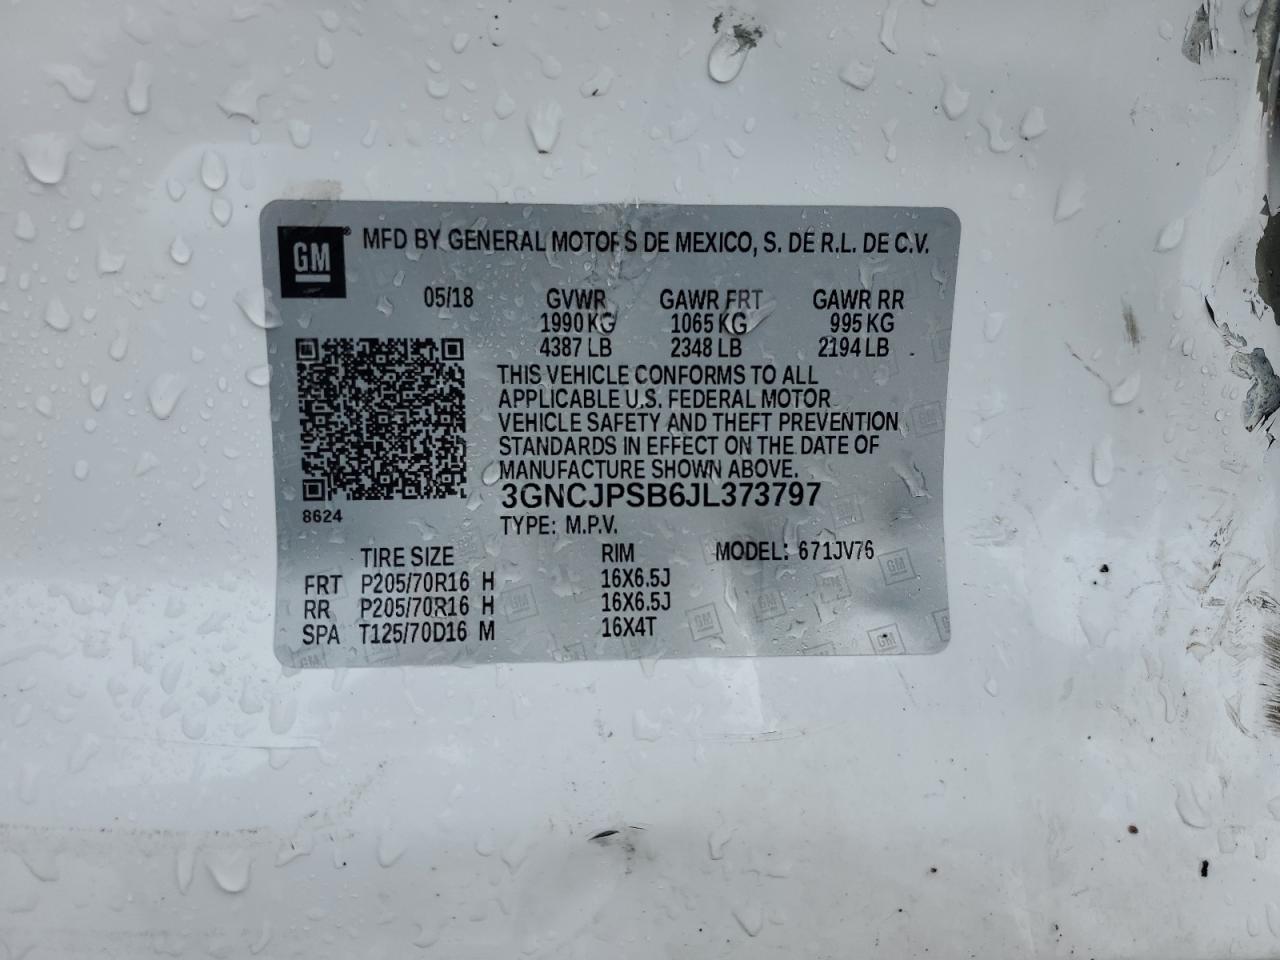 GM® MFD BY GENERAL MOTORS DE MEXICO, S. DE R.L. DE C.V.
05/18 GVWR GAWR FRT GAWR RR
1990 KG 1065 KG 995 KG
4387 LB 2348 LB 2194 LB
THIS VEHICLE CONFORMS TO ALL
APPLICABLE U.S. FEDERAL MOTOR
VEHICLE SAFETY AND THEFT PREVENTION
STANDARDS IN EFFECT ON THE DATE OF
MANUFACTURE SHOWN ABOVE.
3GNCJPSB6JL373797
8624
TYPE: M.P.V.
TIRE SIZE RIM MODEL: 671JV76
FRT P205/70R16 H 16X6.5J
RR P205/70R16 H 16X6.5J
SPA T125/70D16 M 16X4T